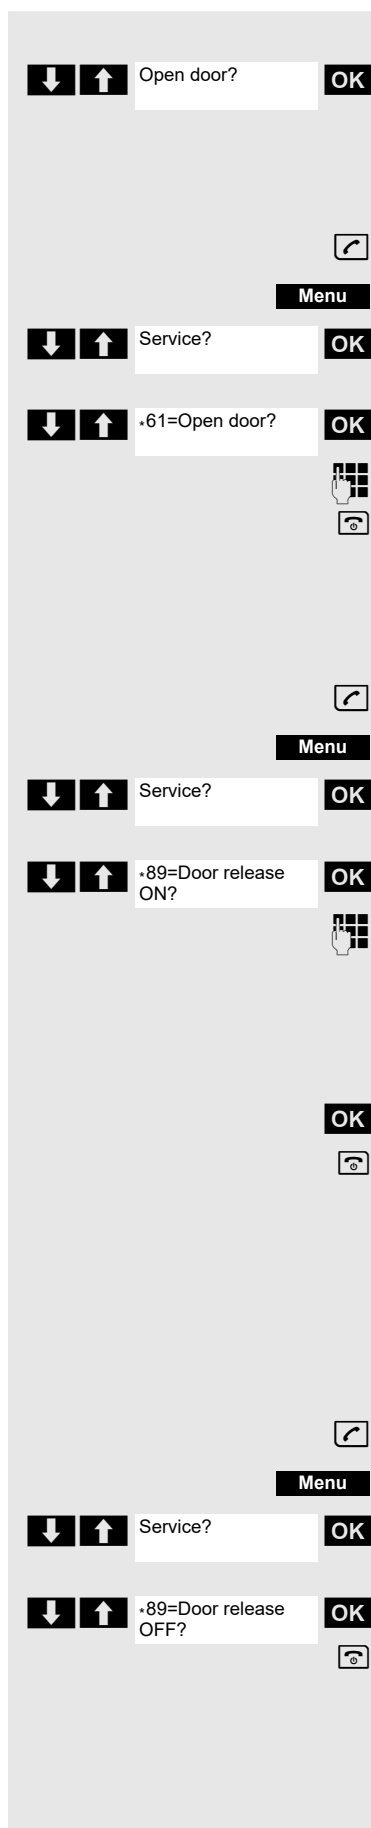 Open door? OK
Menu
Service? OK
*61=Open door? OK
Menu
Service? OK
*89=Door release OK
ON?
OK
Menu
Service? OK
*89=Door release OK
OFF?